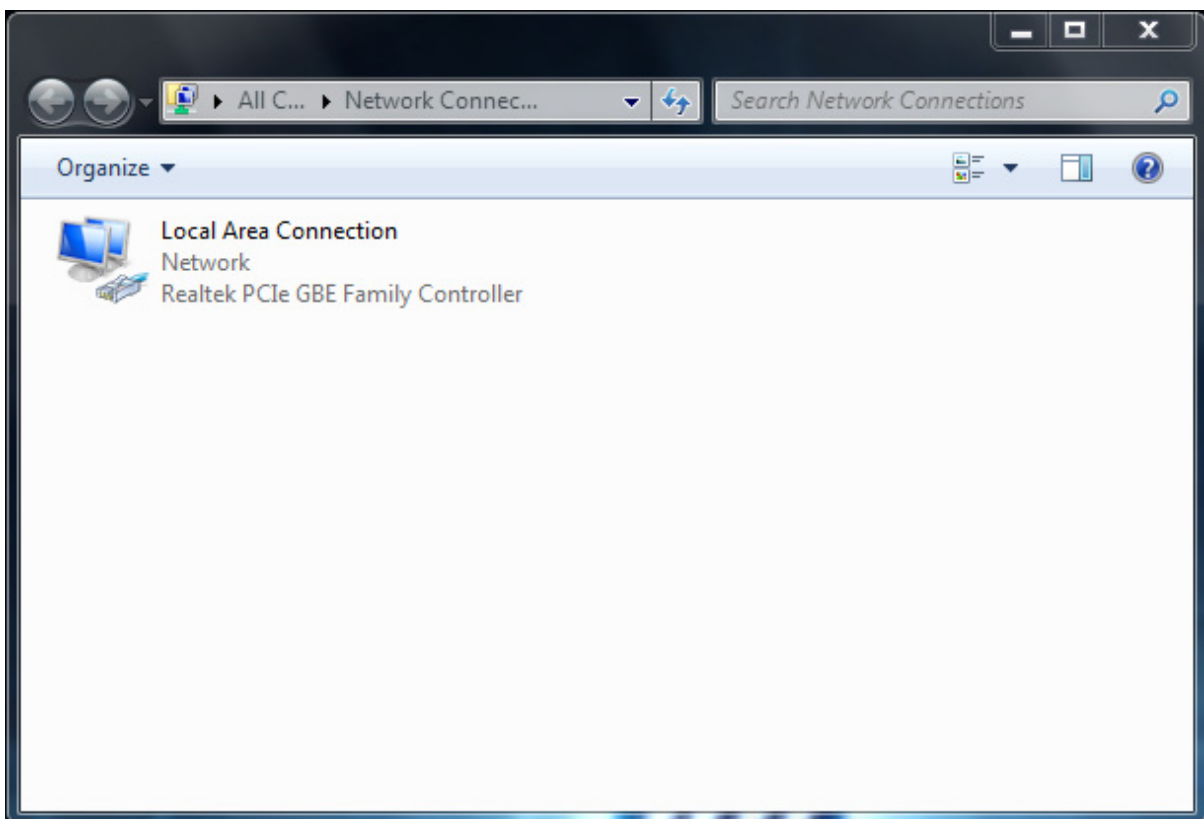 All C... Network Connec...
Search Network Connections
Organize
Local Area Connection
Network
Realtek PCIe GBE Family Controller